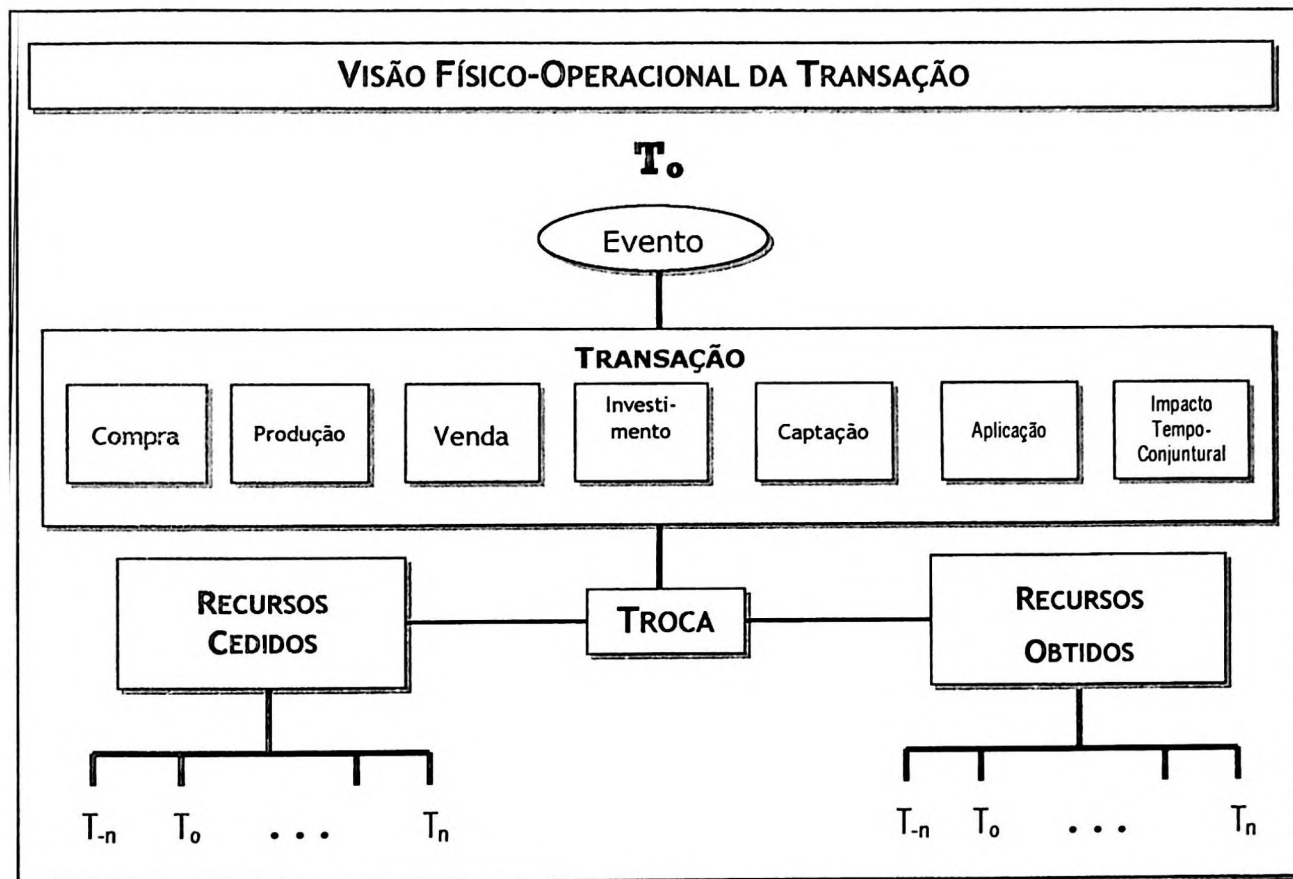 VISÃO FÍSICO-OPERACIONAL DA TRANSAÇÃO
To
Evento
TRANSAÇÃO
Compra
Produção
Venda
Investi-
mento
Captação
Aplicação
Impacto
Tempo-
Conjuntural
RECURSOS
CEDIDOS
TROCA
RECURSOS
OBTIDOS
T-n To ... Tn
T-n To ... Tn